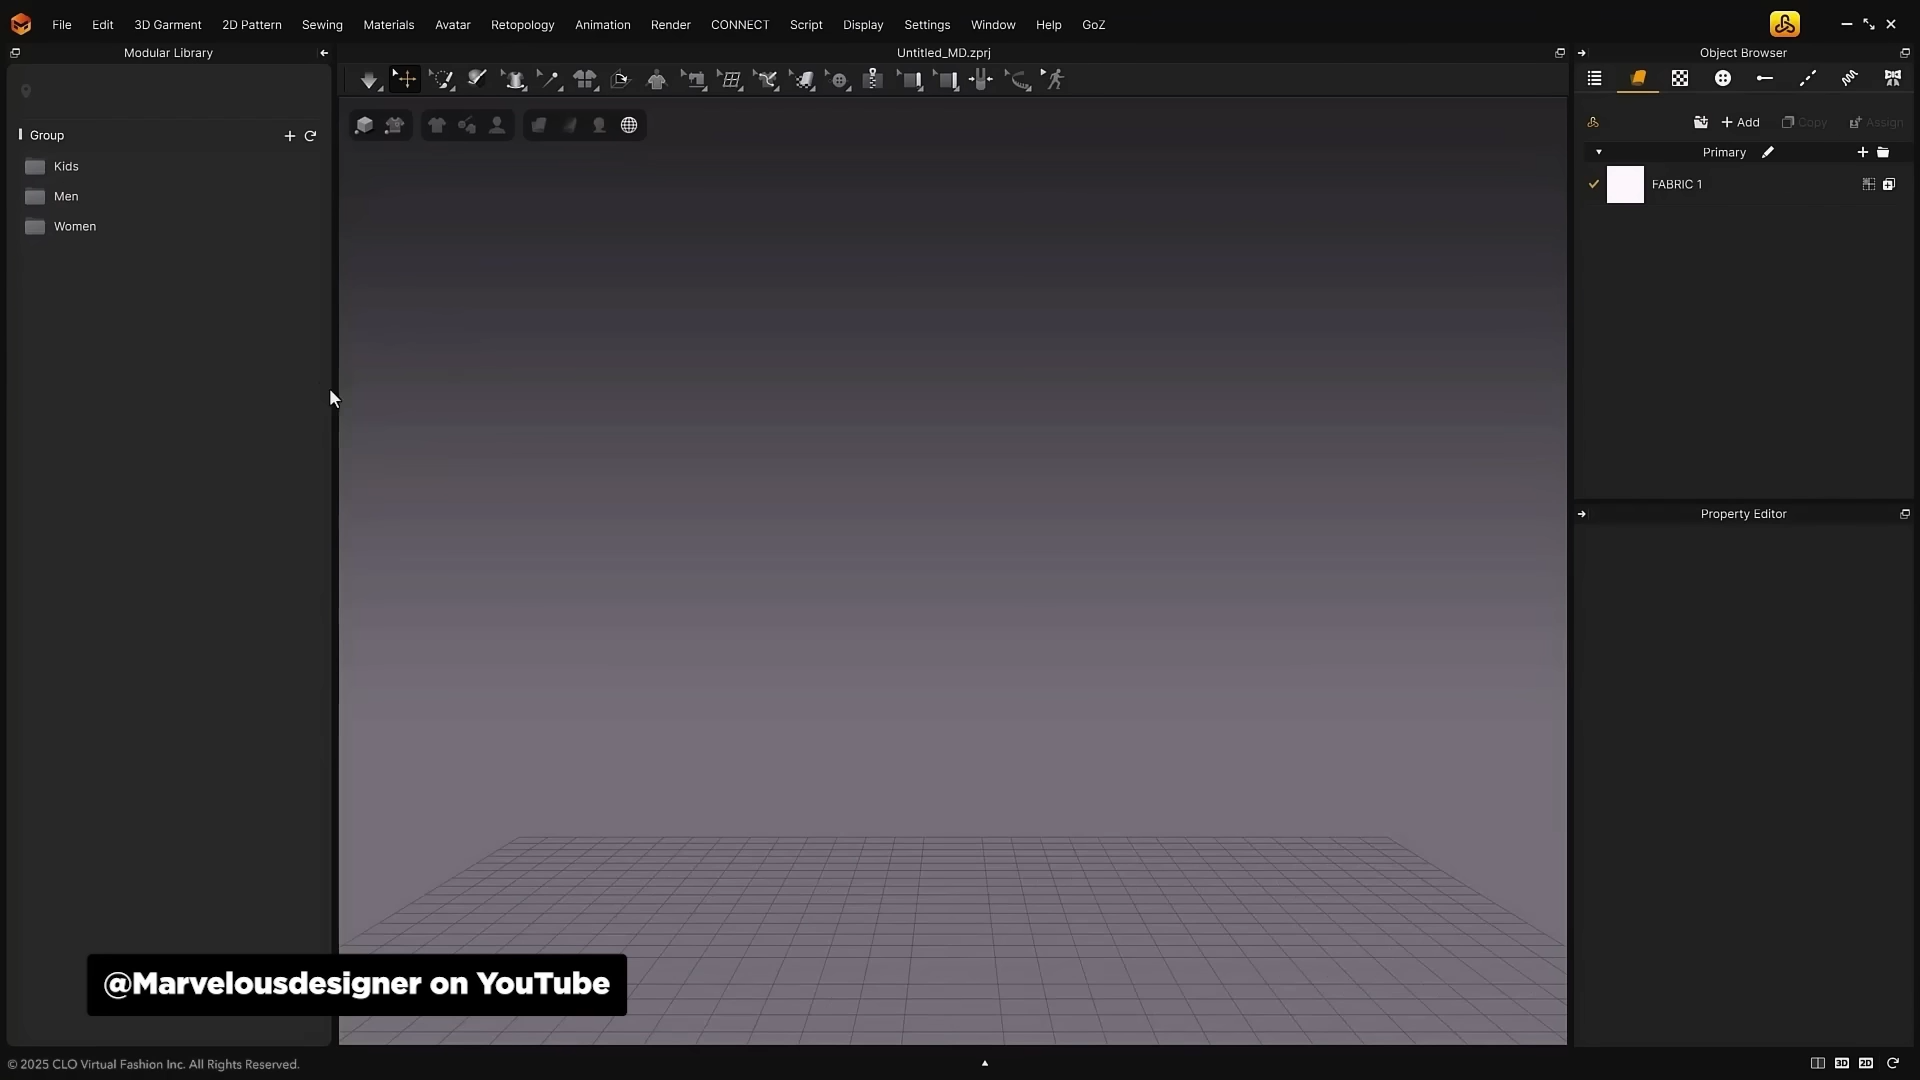 File Edit 3D Garment 2D Pattern Sewing Materials Avatar Retopology Animation Render CONNECT Script Display Settings Window Help GoZ
Modular Library
Untitled_MD.zprj
Object Browser
Group
Kids
Men
Women
Add Copy Assign
Primary
FABRIC 1
Property Editor
@Marvelousdesigner on YouTube
© 2025 CLO Virtual Fashion Inc. All Rights Reserved.
3D 2D